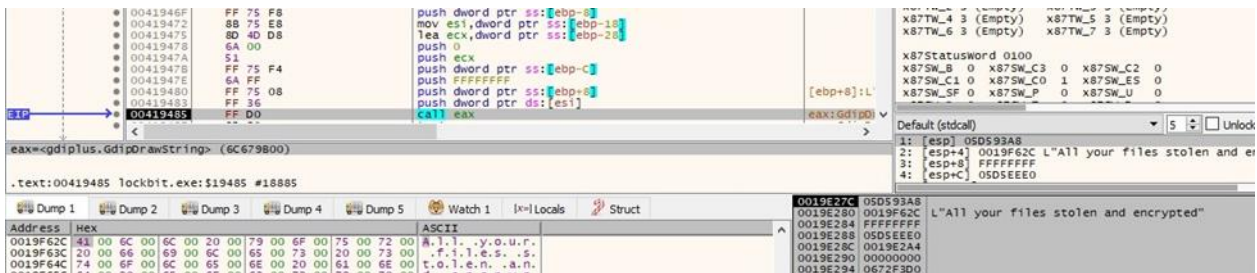 0041946F FF 75 F8 push dword ptr ss:[ebp-8]
00419472 8B 75 E8 mov esi,dword ptr ss:[ebp-18]
00419475 8D 4D D8 lea ecx,dword ptr ss:[ebp-28]
00419478 6A 00 push 0
0041947A 51 push ecx
0041947B FF 75 F4 push dword ptr ss:[ebp-C]
0041947E 6A FF push FFFFFFFF
00419480 FF 75 08 push dword ptr ss:[ebp+8] [ebp+8]:L"
00419483 FF 36 push dword ptr ds:[esi]
EIP 00419485 FF D0 call eax eax:GdipD
x87TW_4 3 (Empty) x87TW_5 3 (Empty)
x87TW_6 3 (Empty) x87TW_7 3 (Empty)
x87StatusWord 0100
x87SW_B 0 x87SW_C3 0 x87SW_C2 0
x87SW_C1 0 x87SW_C0 1 x87SW_ES 0
x87SW_SF 0 x87SW_P 0 x87SW_U 0
Default (stdcall) 5 Unlock
1: [esp] 05D593A8
2: [esp+4] 0019F62C L"All your files stolen and en
3: [esp+8] FFFFFFFF
4: [esp+C] 05D5EEE0
eax=<gdiplus.GdipDrawString> (6C679B00)
.text:00419485 lockbit.exe:$19485 #18885
Dump 1 Dump 2 Dump 3 Dump 4 Dump 5 Watch 1 [x=] Locals Struct
Address Hex ASCII
0019F62C 41 00 6C 00 6C 00 20 00 79 00 6F 00 75 00 72 00 A.l.l. .y.o.u.r.
0019F63C 20 00 66 00 69 00 6C 00 65 00 73 00 20 00 73 00 .f.i.l.e.s. .s.
0019F64C 74 00 6F 00 6C 00 65 00 6E 00 20 00 61 00 6E 00 t.o.l.e.n. .a.n.
0019E27C 05D593A8
0019E280 0019F62C L"All your files stolen and encrypted"
0019E284 FFFFFFFF
0019E288 05D5EEE0
0019E28C 0019E2A4
0019E290 00000000
0019E294 0672F3D0